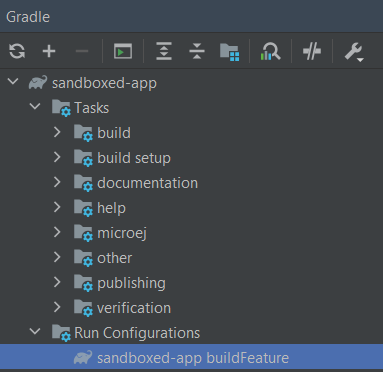 Gradle
sandboxed-app
Tasks
build
build setup
documentation
help
microej
other
publishing
verification
Run Configurations
sandboxed-app buildFeature